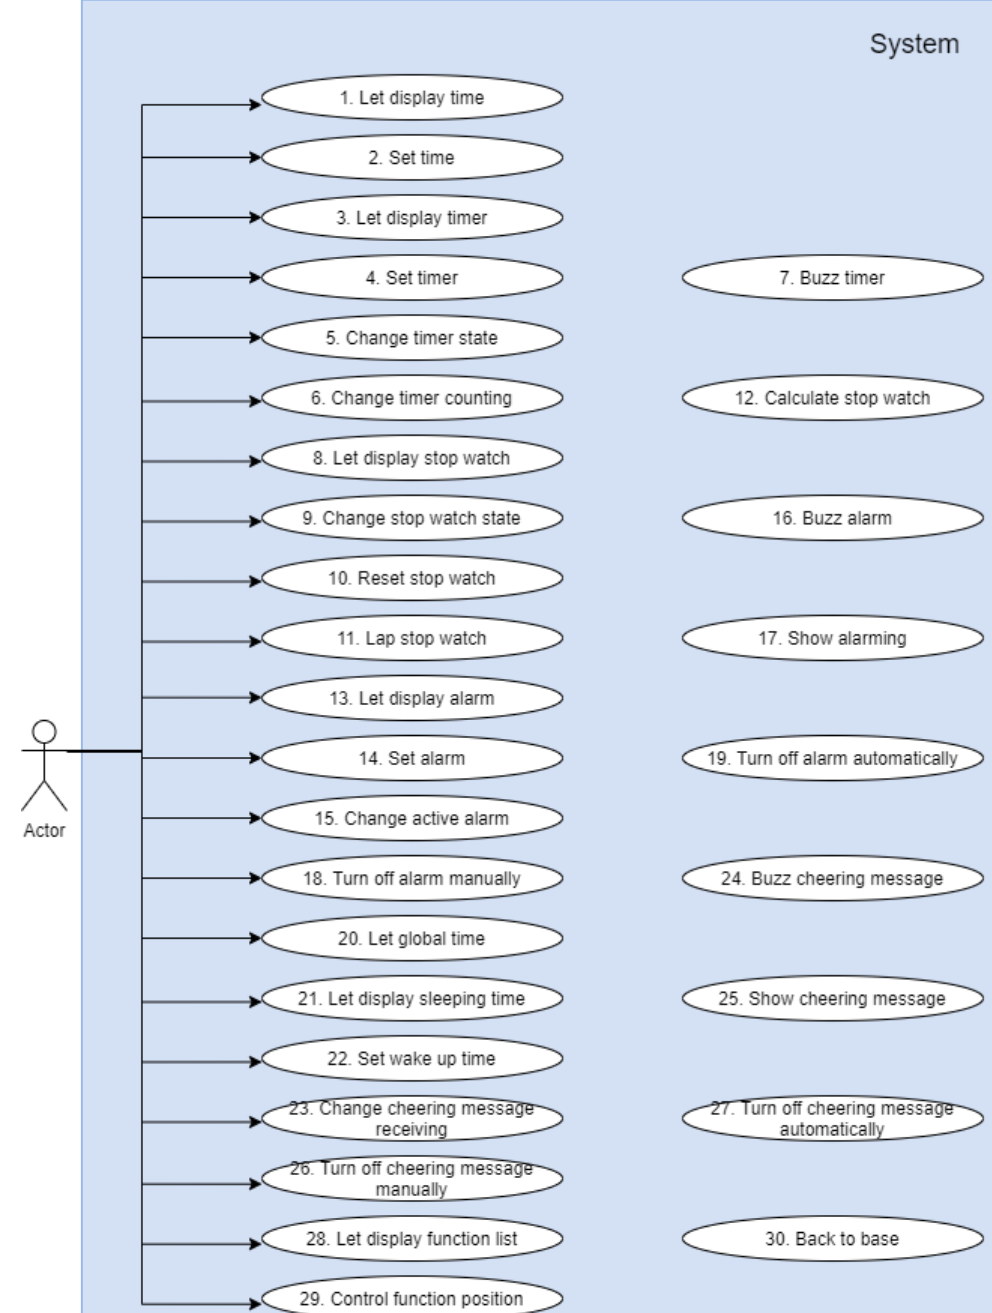 System
1. Let display time
2. Set time
3. Let display timer
4. Set timer
7. Buzz timer
5. Change timer state
6. Change timer counting
12. Calculate stop watch
8. Let display stop watch
9. Change stop watch state
16. Buzz alarm
10. Reset stop watch
11. Lap stop watch
17. Show alarming
13. Let display alarm
14. Set alarm
19. Turn off alarm automatically
Actor
15. Change active alarm
18. Turn off alarm manually
24. Buzz cheering message
20. Let global time
21. Let display sleeping time
25. Show cheering message
22. Set wake up time
23. Change cheering message
receiving
27. Turn off cheering message
automatically
26. Turn off cheering message
manually
28. Let display function list
30. Back to base
29. Control function position